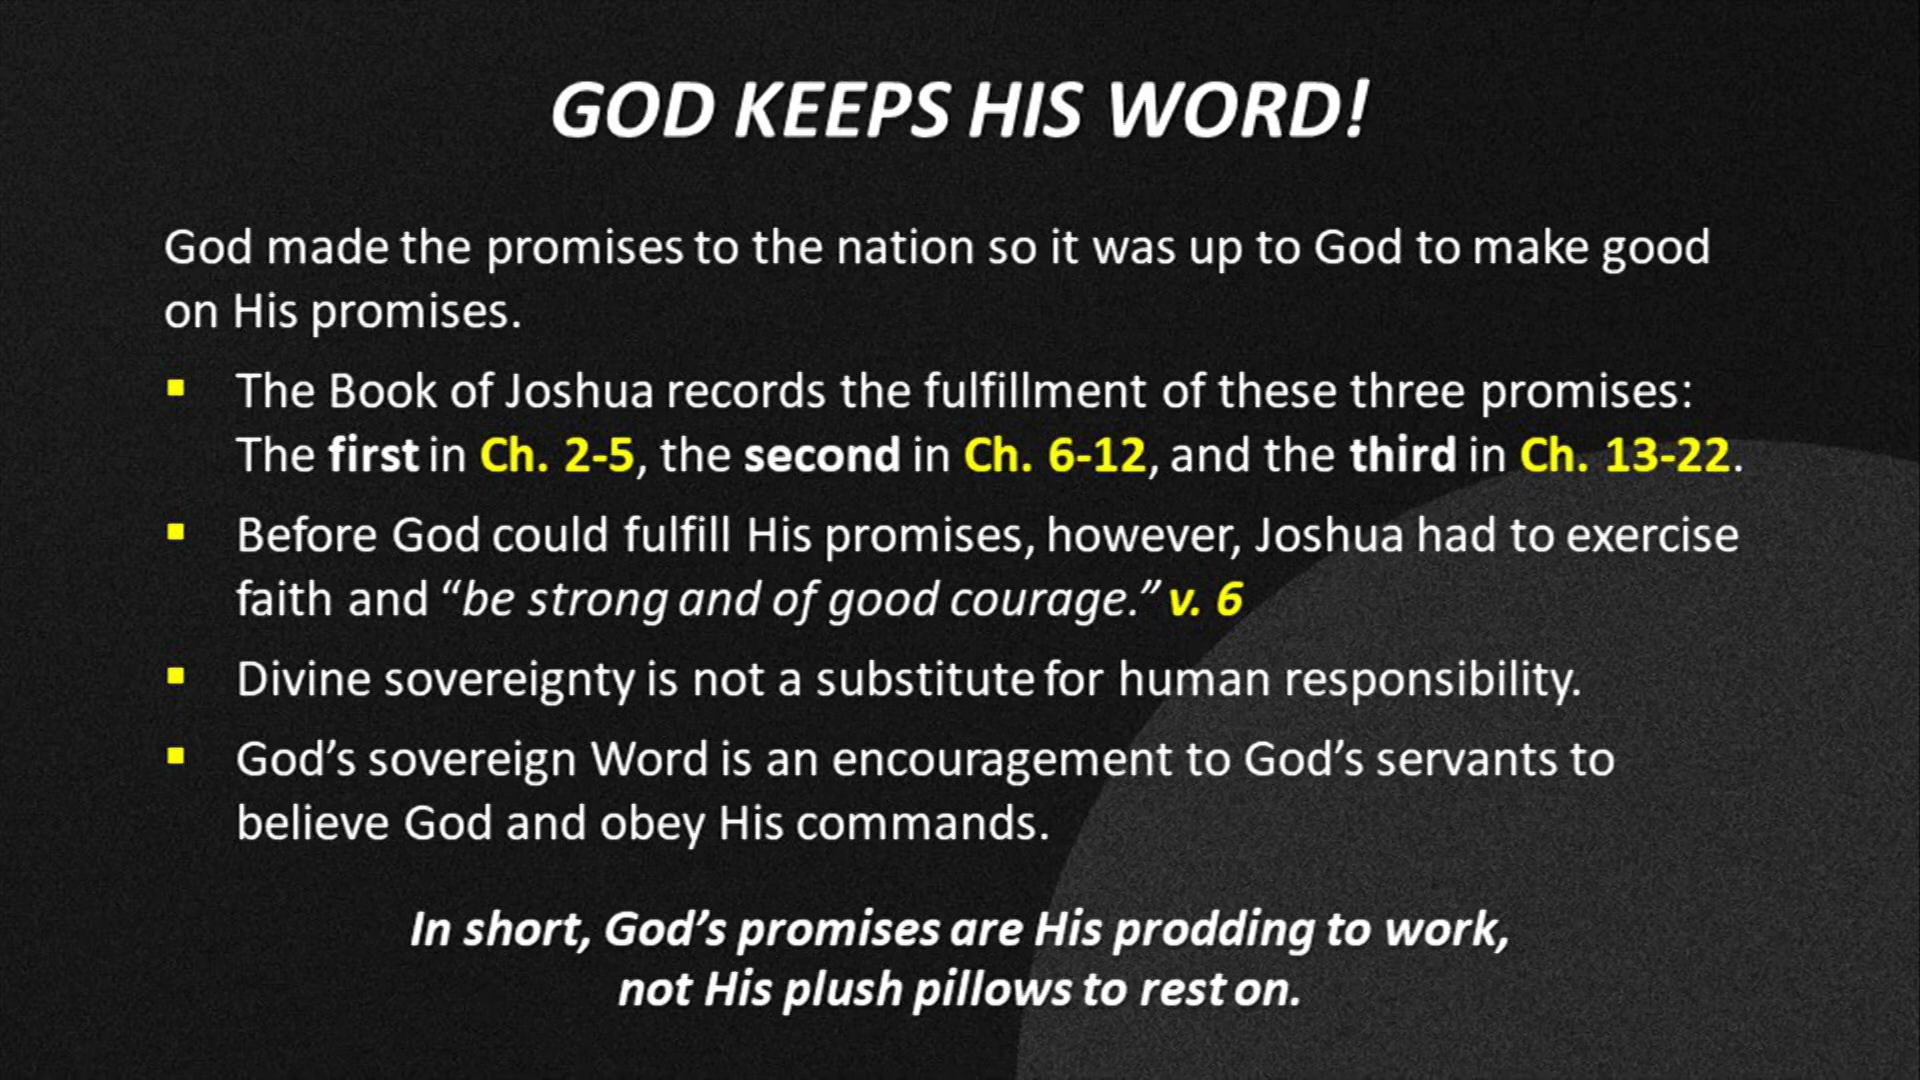 GOD KEEPS HIS WORD!
God made the promises to the nation so it was up to God to make good
on His promises.
▪ The Book of Joshua records the fulfillment of these three promises:
The first in Ch. 2-5, the second in Ch. 6-12, and the third in Ch. 13-22.
▪ Before God could fulfill His promises, however, Joshua had to exercise
faith and “be strong and of good courage.” v. 6
▪ Divine sovereignty is not a substitute for human responsibility.
▪ God’s sovereign Word is an encouragement to God’s servants to
believe God and obey His commands.
In short, God’s promises are His prodding to work,
not His plush pillows to rest on.